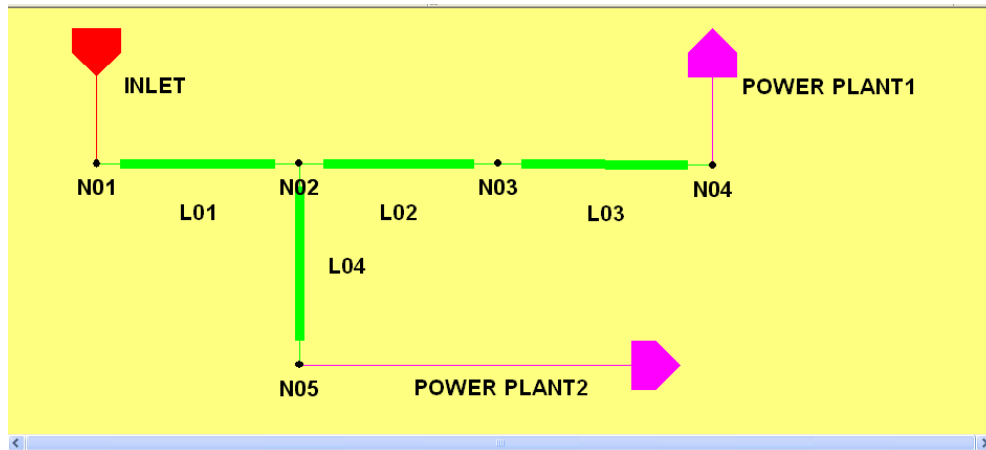 INLET
POWER PLANT1
N01
N02
N03
N04
L01
L02
L03
L04
N05
POWER PLANT2